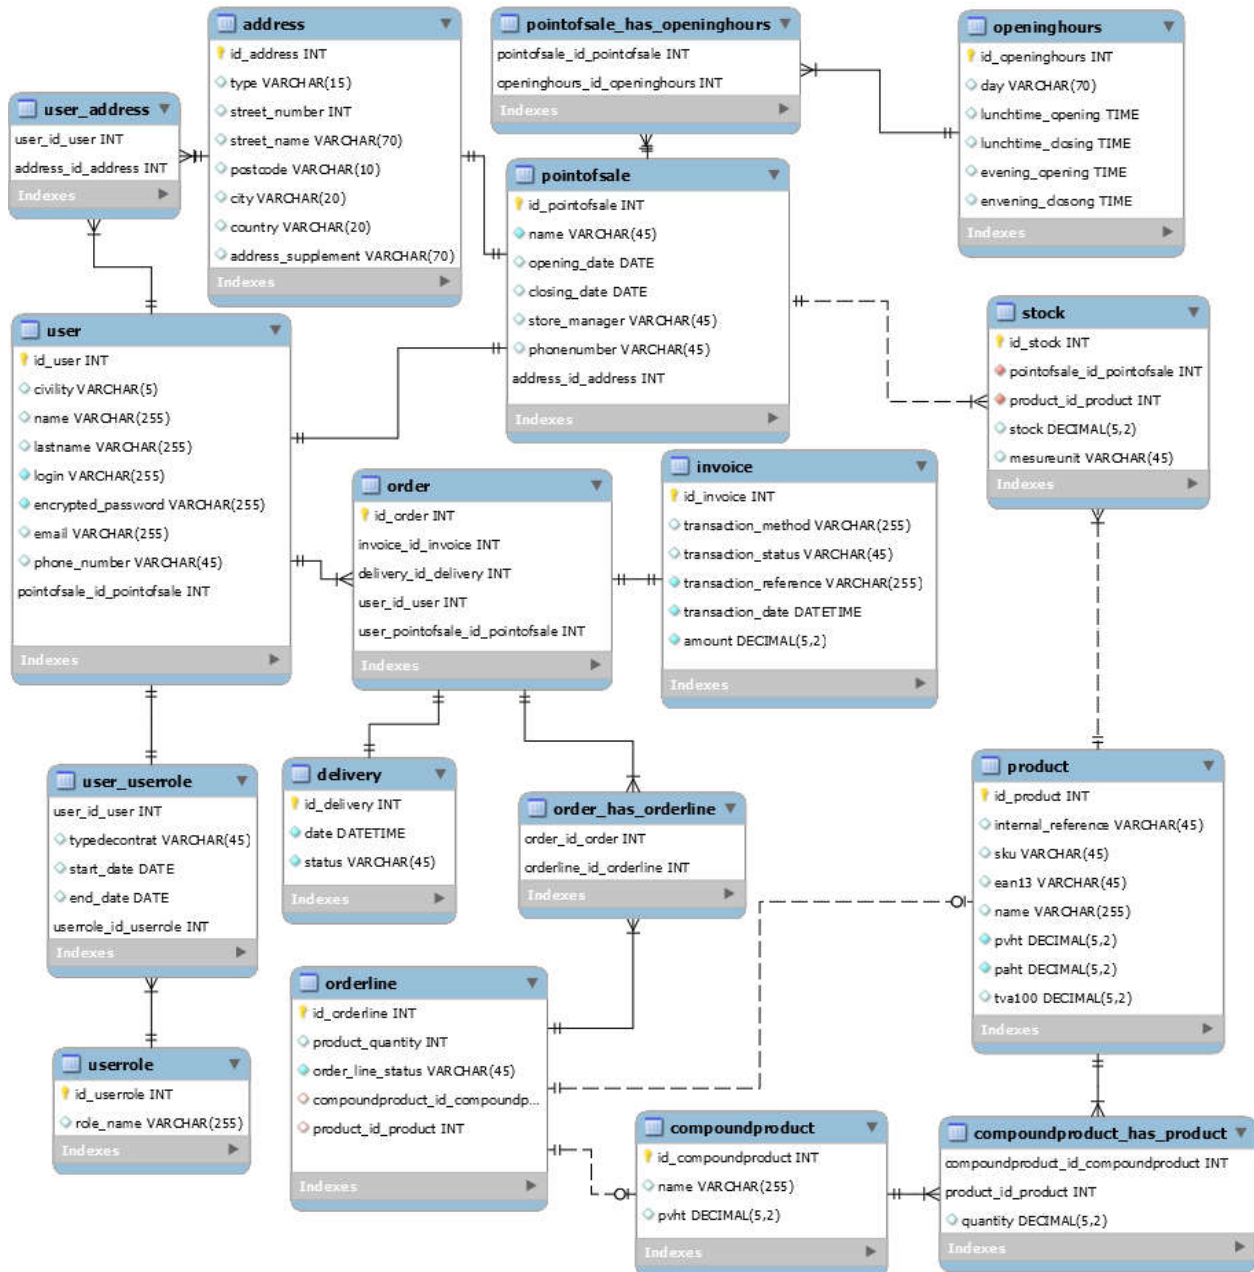 address
id_address INT
type VARCHAR(15)
street_number INT
street_name VARCHAR(70)
postcode VARCHAR(10)
city VARCHAR(20)
country VARCHAR(20)
address_supplement VARCHAR(70)
Indexes
pointofsale_has_openinghours
pointofsale_id_pointofsale INT
openinghours_id_openinghours INT
Indexes
openinghours
id_openinghours INT
day VARCHAR(70)
lunchtime_opening TIME
lunchtime_closing TIME
evening_opening TIME
envening_closong TIME
Indexes
user_address
user_id_user INT
address_id_address INT
Indexes
pointofsale
id_pointofsale INT
name VARCHAR(45)
opening_date DATE
closing_date DATE
store_manager VARCHAR(45)
phonenumber VARCHAR(45)
address_id_address INT
Indexes
stock
id_stock INT
pointofsale_id_pointofsale INT
product_id_product INT
stock DECIMAL(5,2)
mesureunit VARCHAR(45)
Indexes
user
id_user INT
civility VARCHAR(5)
name VARCHAR(255)
lastname VARCHAR(255)
login VARCHAR(255)
encrypted_password VARCHAR(255)
email VARCHAR(255)
phone_number VARCHAR(45)
pointofsale_id_pointofsale INT
Indexes
order
id_order INT
invoice_id_invoice INT
delivery_id_delivery INT
user_id_user INT
user_pointofsale_id_pointofsale INT
Indexes
invoice
id_invoice INT
transaction_method VARCHAR(255)
transaction_status VARCHAR(45)
transaction_reference VARCHAR(255)
transaction_date DATETIME
amount DECIMAL(5,2)
Indexes
user_userrole
user_id_user INT
typedecontrat VARCHAR(45)
start_date DATE
end_date DATE
userrole_id_userrole INT
Indexes
delivery
id_delivery INT
date DATETIME
status VARCHAR(45)
Indexes
order_has_orderline
order_id_order INT
orderline_id_orderline INT
Indexes
product
id_product INT
internal_reference VARCHAR(45)
sku VARCHAR(45)
ean13 VARCHAR(45)
name VARCHAR(255)
pvht DECIMAL(5,2)
paht DECIMAL(5,2)
tva100 DECIMAL(5,2)
Indexes
userrole
id_userrole INT
role_name VARCHAR(255)
Indexes
orderline
id_orderline INT
product_quantity INT
order_line_status VARCHAR(45)
compoundproduct_id_compoundp...
product_id_product INT
Indexes
compoundproduct
id_compoundproduct INT
name VARCHAR(255)
pvht DECIMAL(5,2)
Indexes
compoundproduct_has_product
compoundproduct_id_compoundproduct INT
product_id_product INT
quantity DECIMAL(5,2)
Indexes